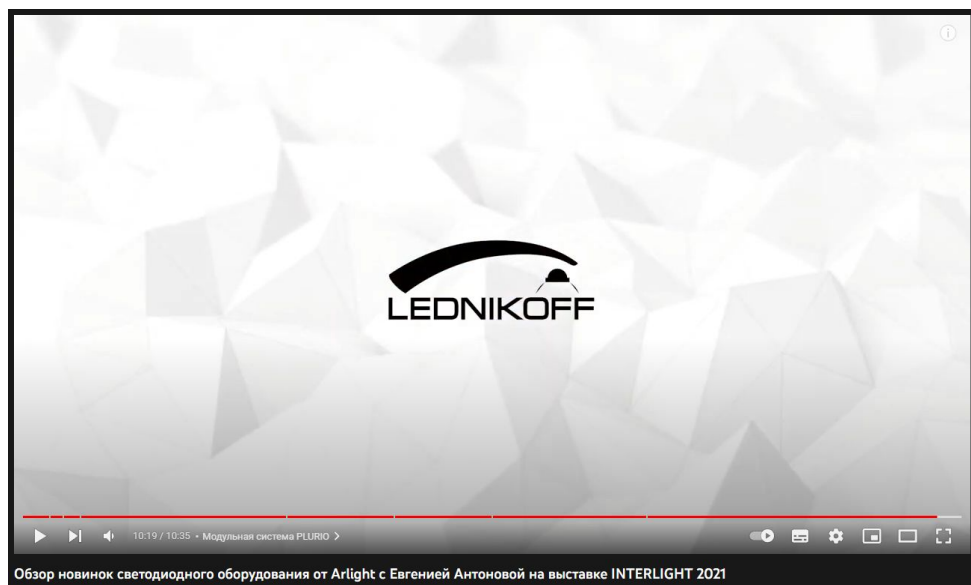 LEDNIKOFF
10:19 / 10:35 • Модульная система PLURIO
Обзор новинок светодиодного оборудования от Arlight с Евгенией Антоновой на выставке INTERLIGHT 2021